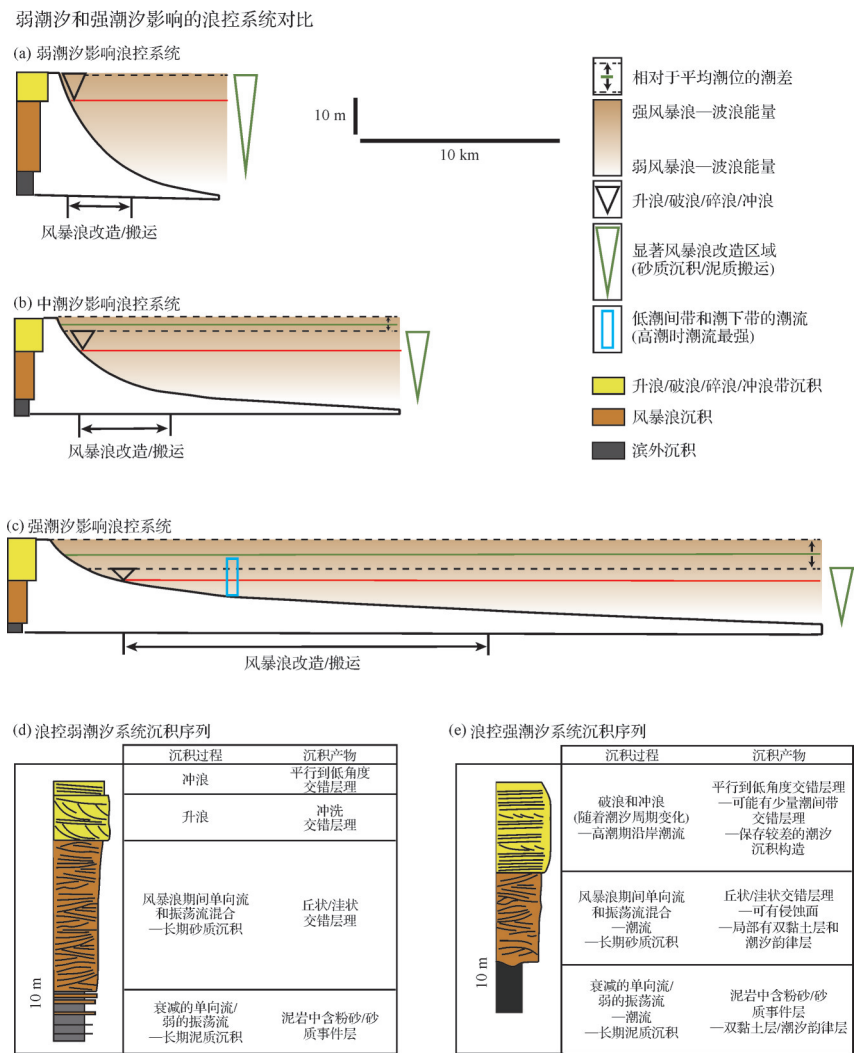 弱潮汐和强潮汐影响的浪控系统对比
(a) 弱潮汐影响浪控系统
10 m
10 km
风暴浪改造/搬运
相对于平均潮位的潮差
强风暴浪—波浪能量
弱风暴浪—波浪能量
升浪/破浪/碎浪/冲浪
显著风暴浪改造区域
(砂质沉积/泥质搬运)
低潮间带和潮下带的潮流
(高潮时潮流最强)
升浪/破浪/碎浪/冲浪带沉积
风暴浪沉积
滨外沉积
(b) 中潮汐影响浪控系统
风暴浪改造/搬运
(c) 强潮汐影响浪控系统
风暴浪改造/搬运
(d) 浪控弱潮汐系统沉积序列
沉积过程
沉积产物
冲浪
平行到低角度
交错层理
升浪
冲洗
交错层理
风暴浪期间单向流
和振荡流混合
—长期砂质沉积
丘状/洼状
交错层理
衰减的单向流/
弱的振荡流
—长期泥质沉积
泥岩中含粉砂/砂
质事件层
10 m
(e) 浪控强潮汐系统沉积序列
沉积过程
沉积产物
破浪和冲浪
(随着潮汐周期变化)
—高潮期沿岸潮流
平行到低角度交错层理
—可能有少量潮间带
交错层理
—保存较差的潮汐
沉积构造
风暴浪期间单向流
和振荡流混合
—潮流
—长期砂质沉积
丘状/洼状交错层理
—可有侵蚀面
—局部有双黏土层和
潮汐韵律层
衰减的单向流/
弱的振荡流
—潮流
—长期泥质沉积
泥岩中含粉砂/砂
质事件层
—双黏土层/潮汐韵律层
10 m